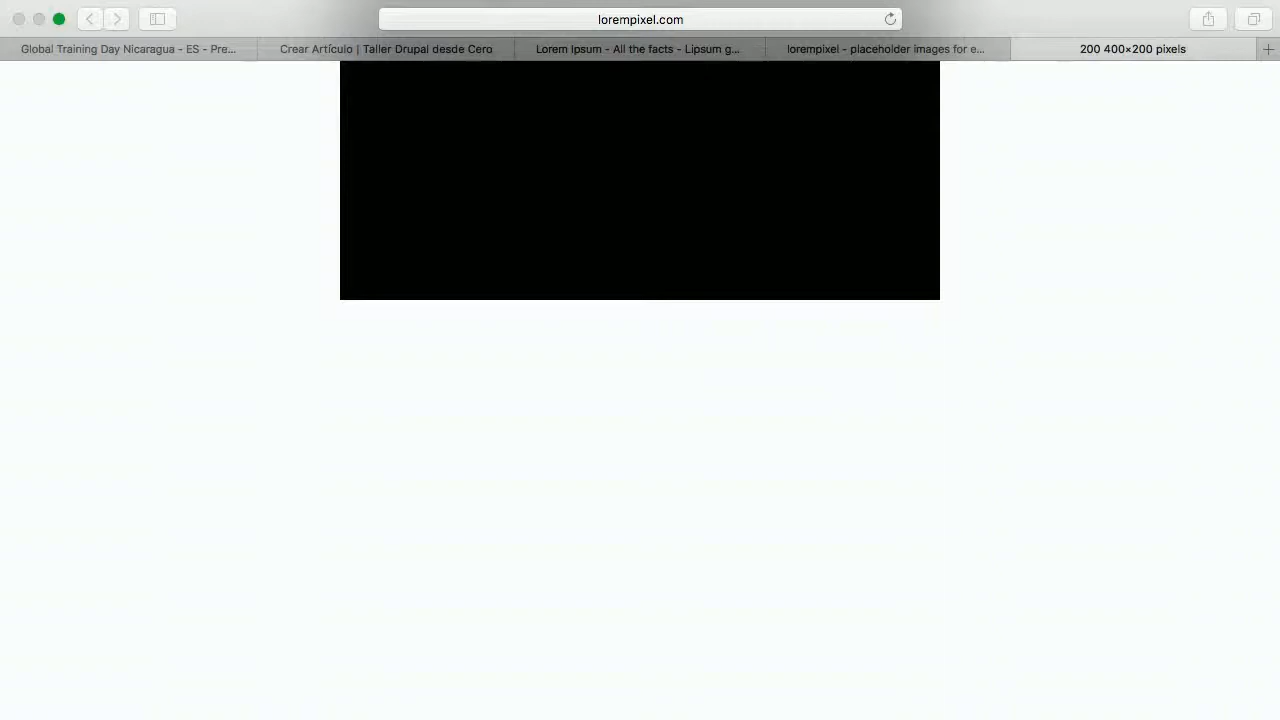 lorempixel.com
Global Training Day Nicaragua - ES - Pre...
Crear Artículo | Taller Drupal desde Cero
Lorem Ipsum - All the facts - Lipsum g...
lorempixel - placeholder images for e...
200 400×200 pixels